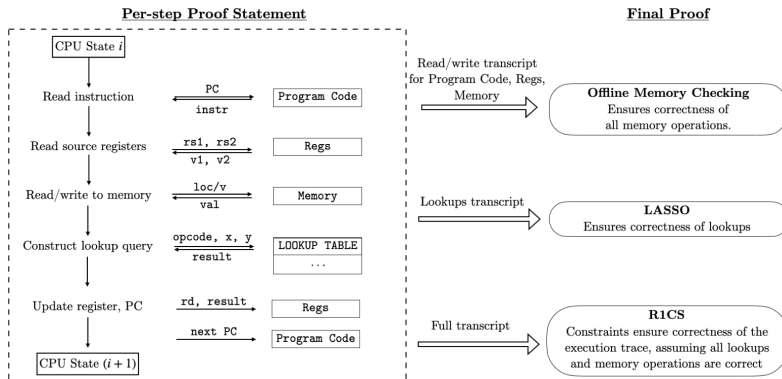 Per-step Proof Statement
Final Proof
CPU State i
Read instruction
PC
instr
Program Code
Read source registers
rs1, rs2
v1, v2
Regs
Read/write to memory
loc/v
val
Memory
Construct lookup query
opcode, x, y
result
LOOKUP TABLE
...
Update register, PC
rd, result
Regs
next PC
Program Code
CPU State (i + 1)
Read/write transcript
for Program Code, Regs,
Memory
Offline Memory Checking
Ensures correctness of
all memory operations.
Lookups transcript
LASSO
Ensures correctness of lookups
Full transcript
R1CS
Constraints ensure correctness of the
execution trace, assuming all lookups
and memory operations are correct